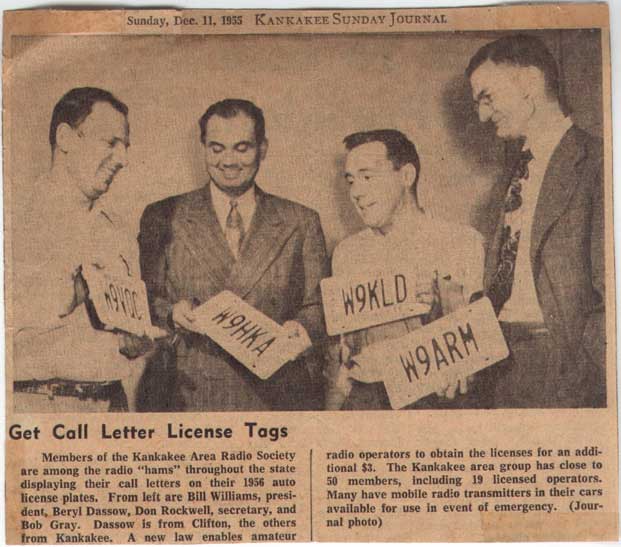 Sunday, Dec. 11, 1955 KANKAKEE SUNDAY JOURNAL
W9VOC
W9HKA
W9KLD
W9ARM
Get Call Letter License Tags
Members of the Kankakee Area Radio Society
are among the radio "hams" throughout the state
displaying their call letters on their 1956 auto
license plates. From left are Bill Williams, presi-
dent, Beryl Dassow, Don Rockwell, secretary, and
Bob Gray. Dassow is from Clifton, the others
from Kankakee. A new law enables amateur
radio operators to obtain the licenses for an addi-
tional $3. The Kankakee area group has close to
50 members, including 19 licensed operators.
Many have mobile radio transmitters in their cars
available for use in event of emergency. (Jour-
nal photo)